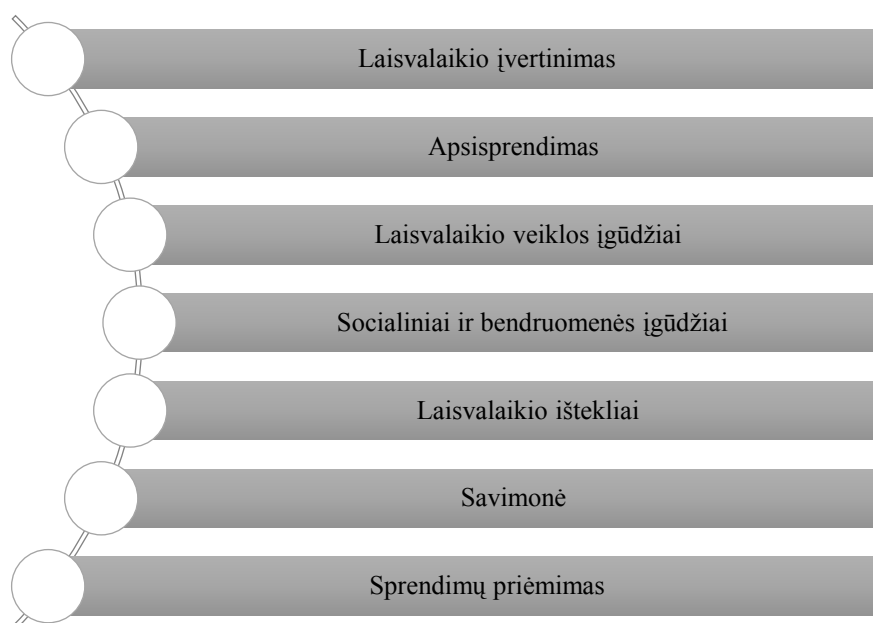 Laisvalaikio įvertinimas
Apsisprendimas
Laisvalaikio veiklos įgūdžiai
Socialiniai ir bendruomenės įgūdžiai
Laisvalaikio ištekliai
Savimonė
Sprendimų priėmimas